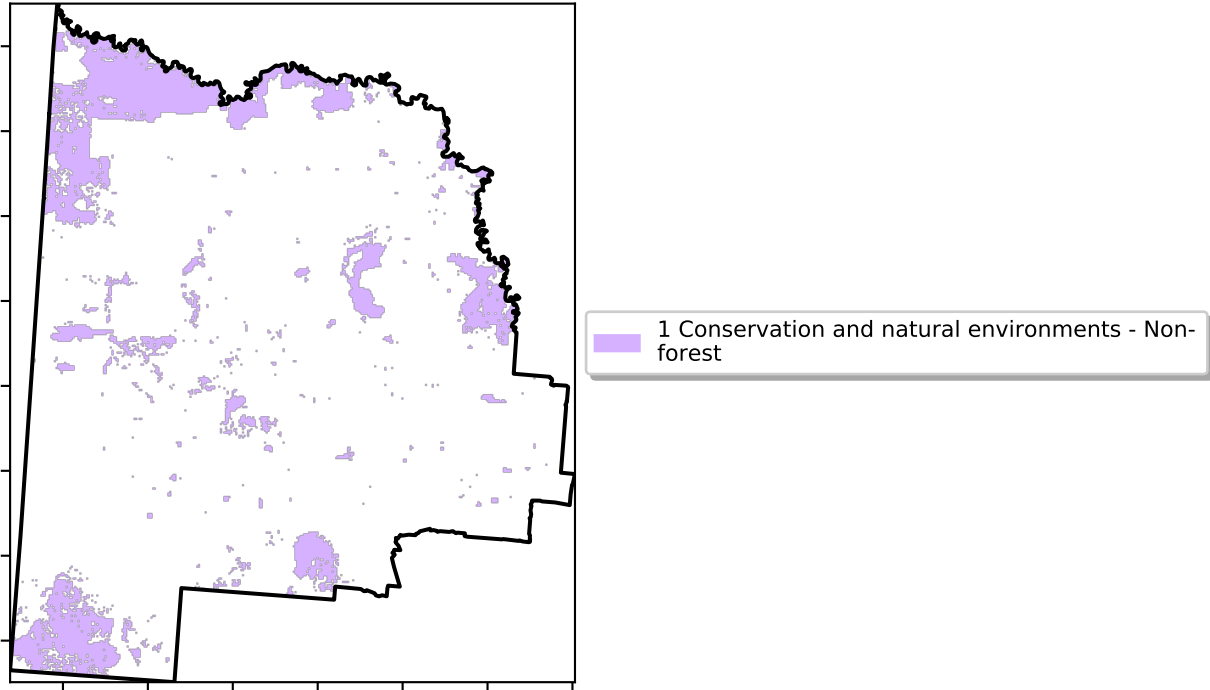 1 Conservation and natural environments - Non-
forest